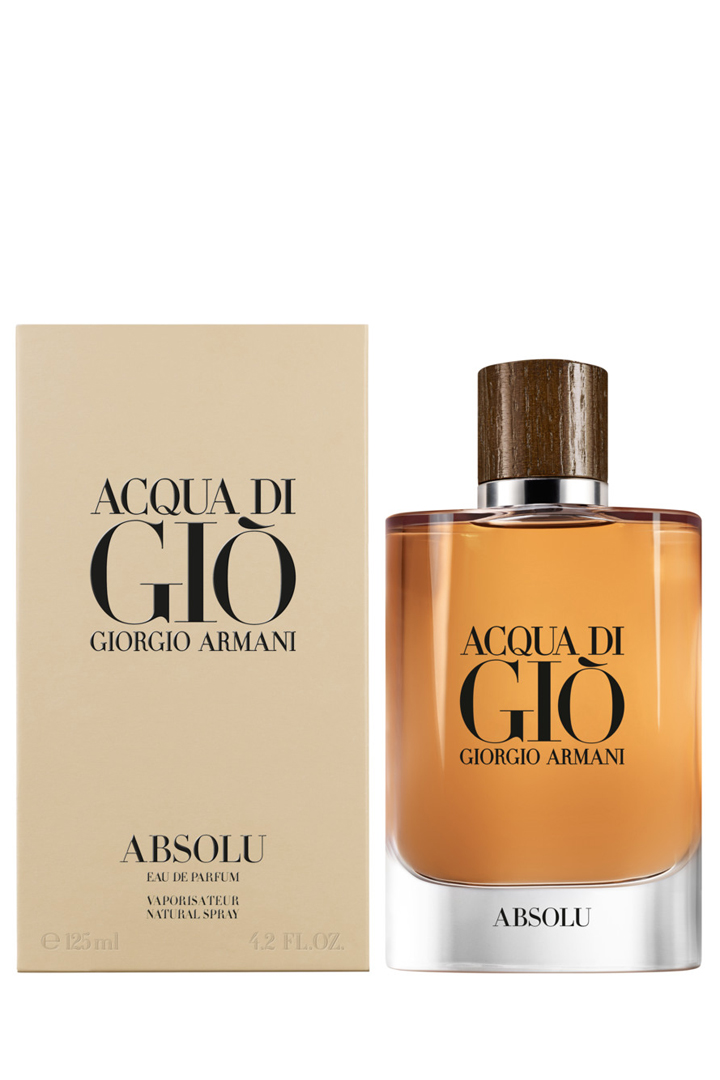 ACQUA DI
GIÒ
GIORGIO ARMANI
ABSOLU
EAU DE PARFUM
VAPORISATEUR
NATURAL SPRAY
℮ 125 ml 4.2 FL.OZ.
ACQUA DI
GIÒ
GIORGIO ARMANI
ABSOLU